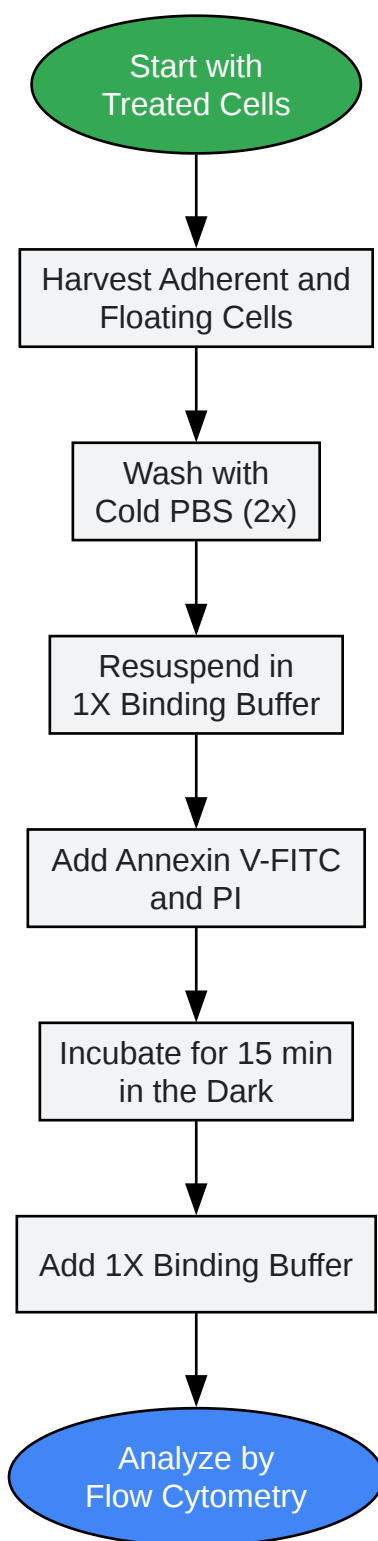 Start with
Treated Cells
Harvest Adherent and
Floating Cells
Wash with
Cold PBS (2x)
Resuspend in
1X Binding Buffer
Add Annexin V-FITC
and PI
Incubate for 15 min
in the Dark
Add 1X Binding Buffer
Analyze by
Flow Cytometry